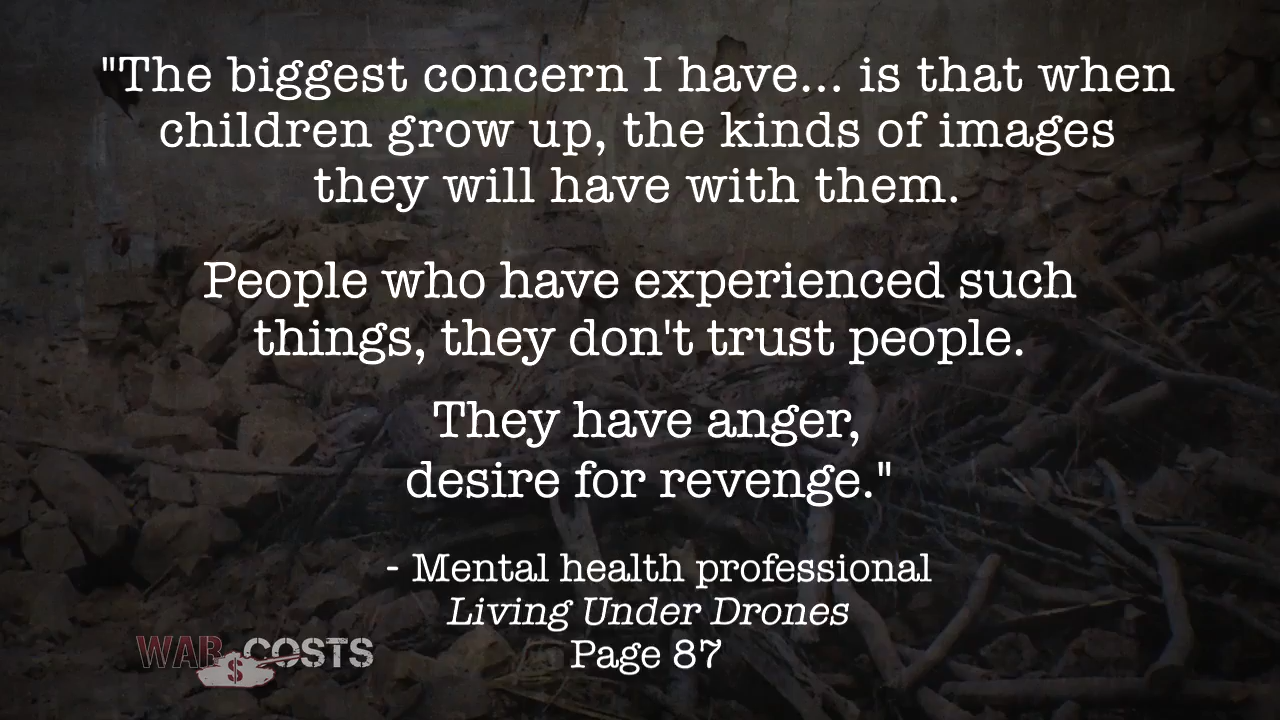 "The biggest concern I have... is that when
children grow up, the kinds of images
they will have with them.
People who have experienced such
things, they don't trust people.
They have anger,
desire for revenge."
- Mental health professional
Living Under Drones
Page 87
WAR $ COSTS